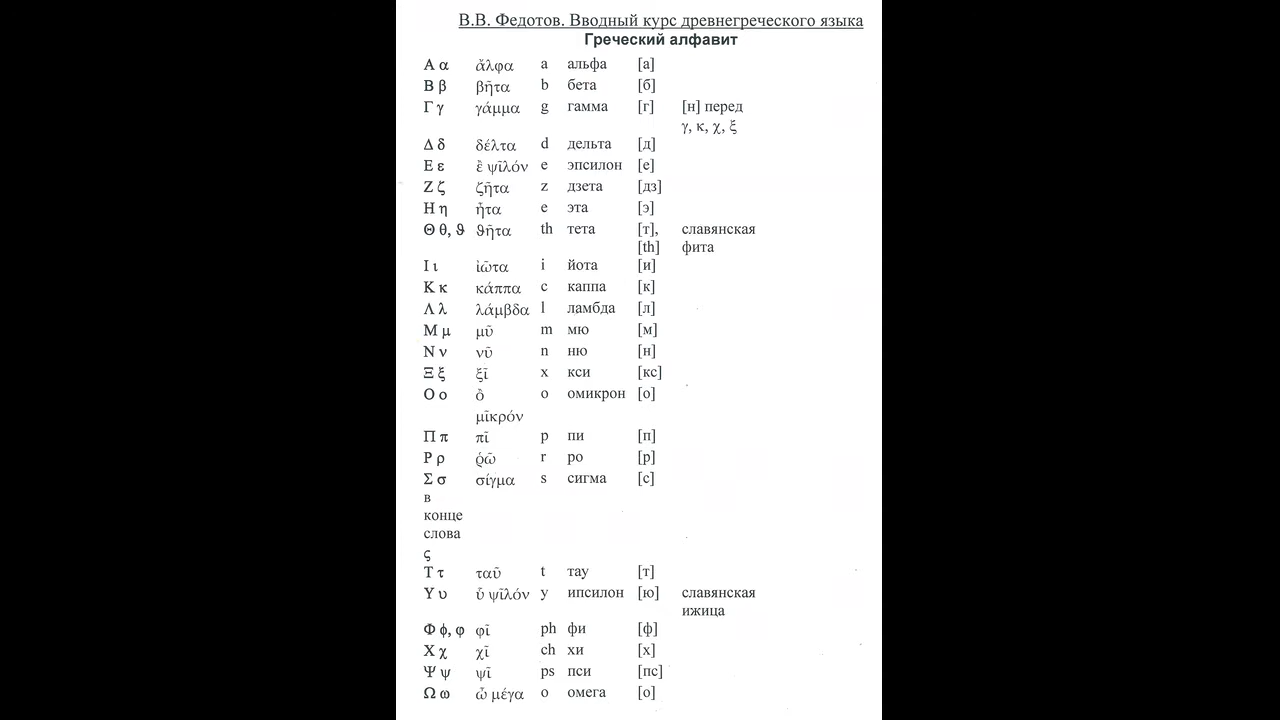 В.В. Федотов. Вводный курс древнегреческого языка
Греческий алфавит
Α α ἄλφα a альфа [а]
Β β βῆτα b бета [б]
Γ γ γάμμα g гамма [г] [н] перед
γ, κ, χ, ξ
Δ δ δέλτα d дельта [д]
Ε ε ἒ ψῖλόν e эпсилон [е]
Ζ ζ ζῆτα z дзета [дз]
Η η ἦτα e эта [э]
Θ θ, ϑ ϑῆτα th тета [т], славянская
[th] фита
Ι ι ἰῶτα i йота [и]
Κ κ κάππα c каппа [к]
Λ λ λάμβδα l ламбда [л]
Μ μ μῦ m мю [м]
Ν ν νῦ n ню [н]
Ξ ξ ξῖ x кси [кс]
Ο ο ὂ o омикрон [о]
μῖκρόν
Π π πῖ p пи [п]
Ρ ρ ῥῶ r ро [р]
Σ σ σίγμα s сигма [с]
в
конце
слова
ς
Τ τ ταῦ t тау [т]
Υ υ ὖ ψῖλόν y ипсилон [ю] славянская
ижица
Φ ϕ, φ φῖ ph фи [ф]
Χ χ χῖ ch хи [х]
Ψ ψ ψῖ ps пси [пс]
Ω ω ὦ μέγα o омега [о]